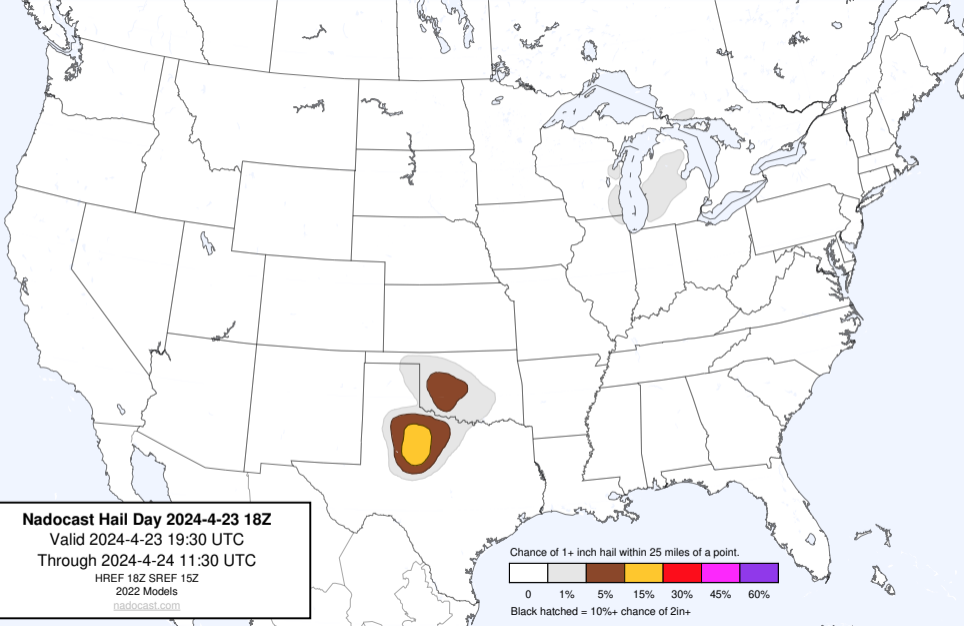 Nadocast Hail Day 2024-4-23 18Z
Valid 2024-4-23 19:30 UTC
Through 2024-4-24 11:30 UTC
HREF 18Z SREF 15Z
2022 Models
nadocast.com
Chance of 1+ inch hail within 25 miles of a point.
0 1% 5% 15% 30% 45% 60%
Black hatched = 10%+ chance of 2in+